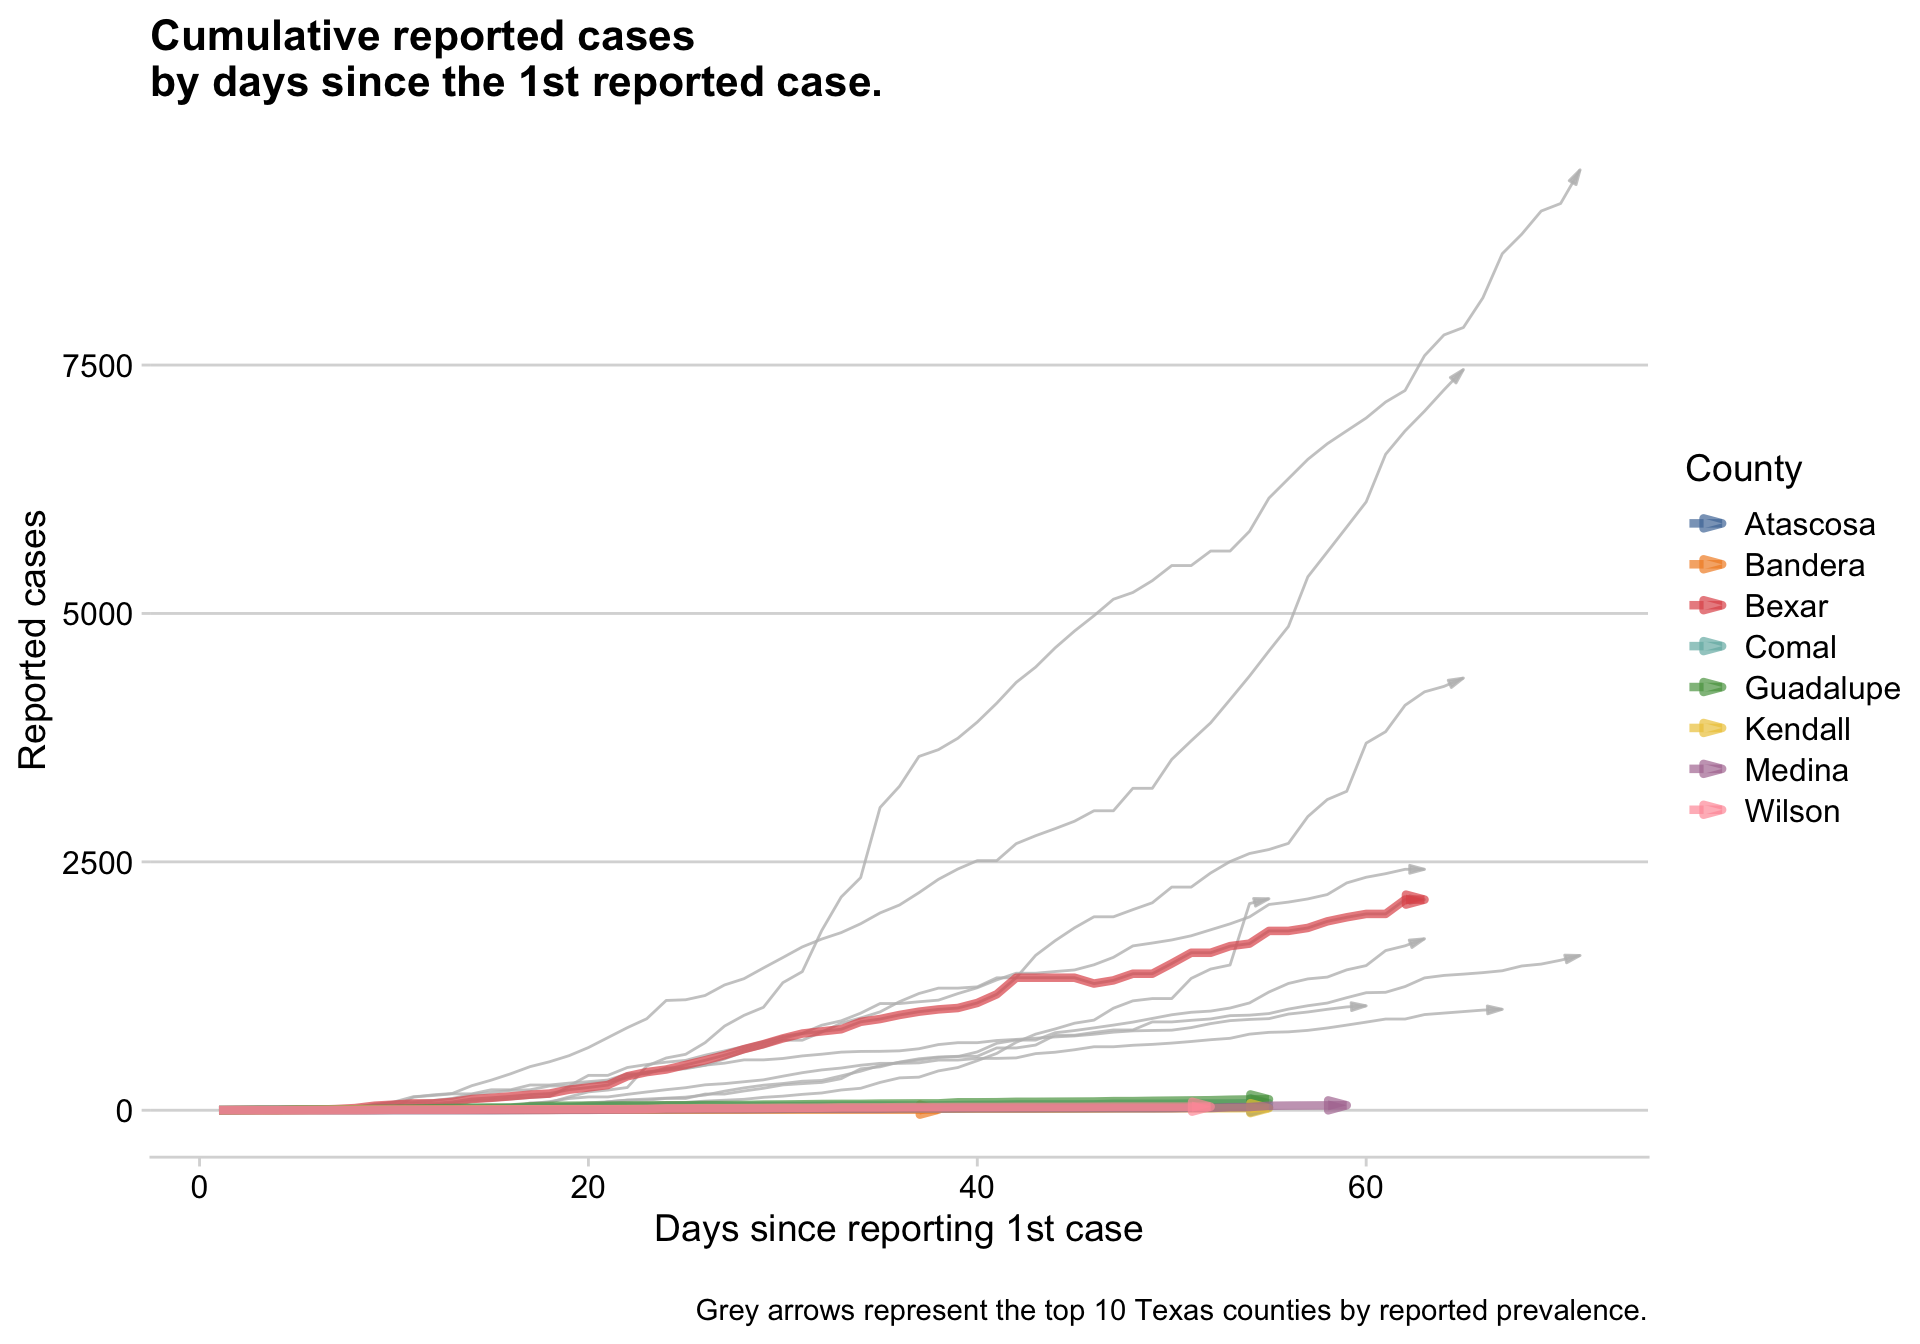 Cumulative reported cases
by days since the 1st reported case.
Reported cases
7500
5000
2500
0
0
20
40
60
Days since reporting 1st case
County
Atascosa
Bandera
Bexar
Comal
Guadalupe
Kendall
Medina
Wilson
Grey arrows represent the top 10 Texas counties by reported prevalence.